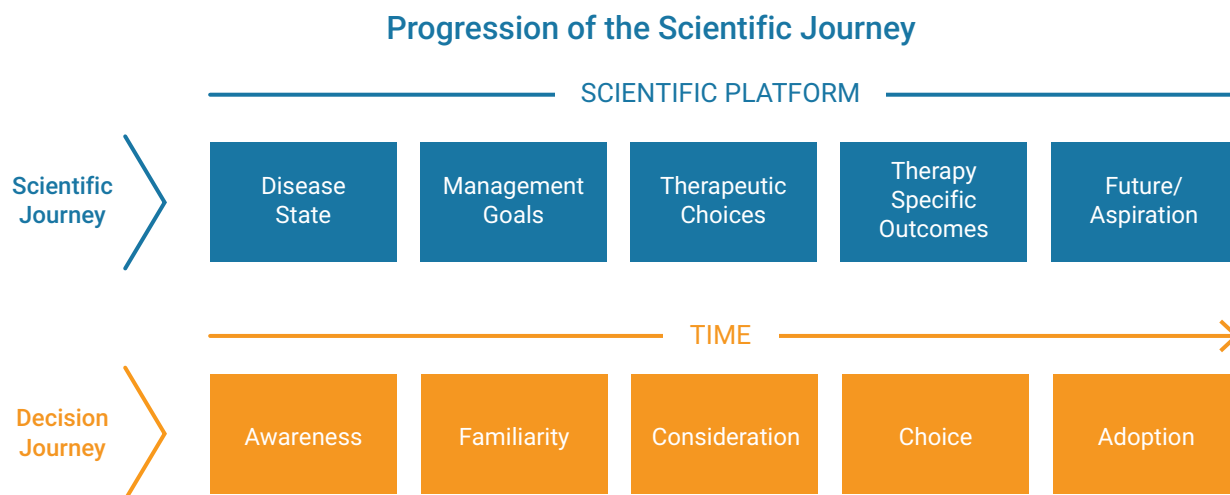 Progression of the Scientific Journey
SCIENTIFIC PLATFORM
Scientific
Journey
Disease
State
Management
Goals
Therapeutic
Choices
Therapy
Specific
Outcomes
Future/
Aspiration
TIME
Decision
Journey
Awareness
Familiarity
Consideration
Choice
Adoption